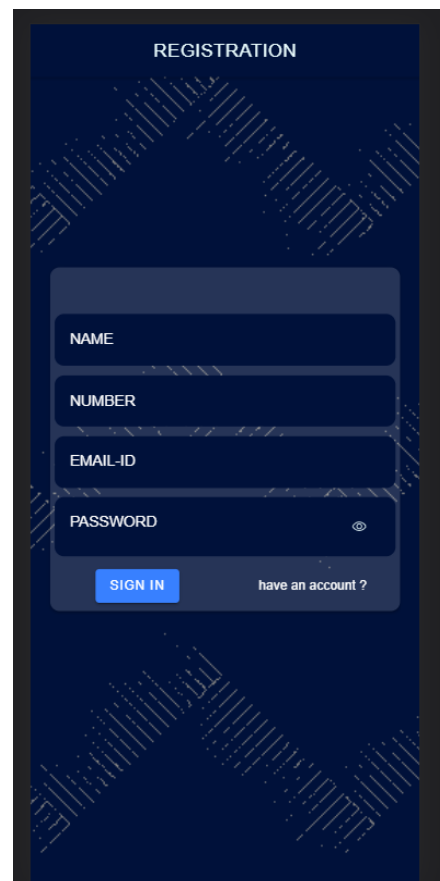 REGISTRATION
NAME
NUMBER
EMAIL-ID
PASSWORD
SIGN IN have an account ?